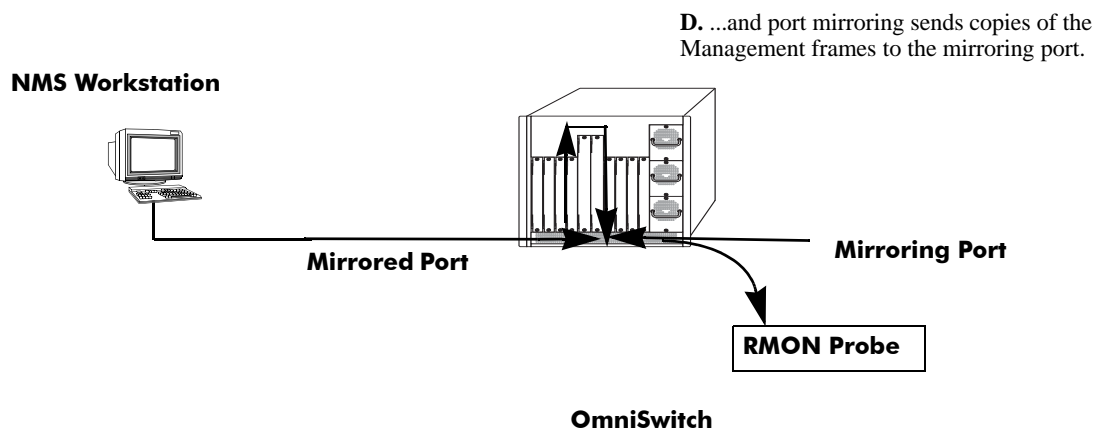 D. ...and port mirroring sends copies of the
Management frames to the mirroring port.
NMS Workstation
Mirrored Port
Mirroring Port
RMON Probe
OmniSwitch